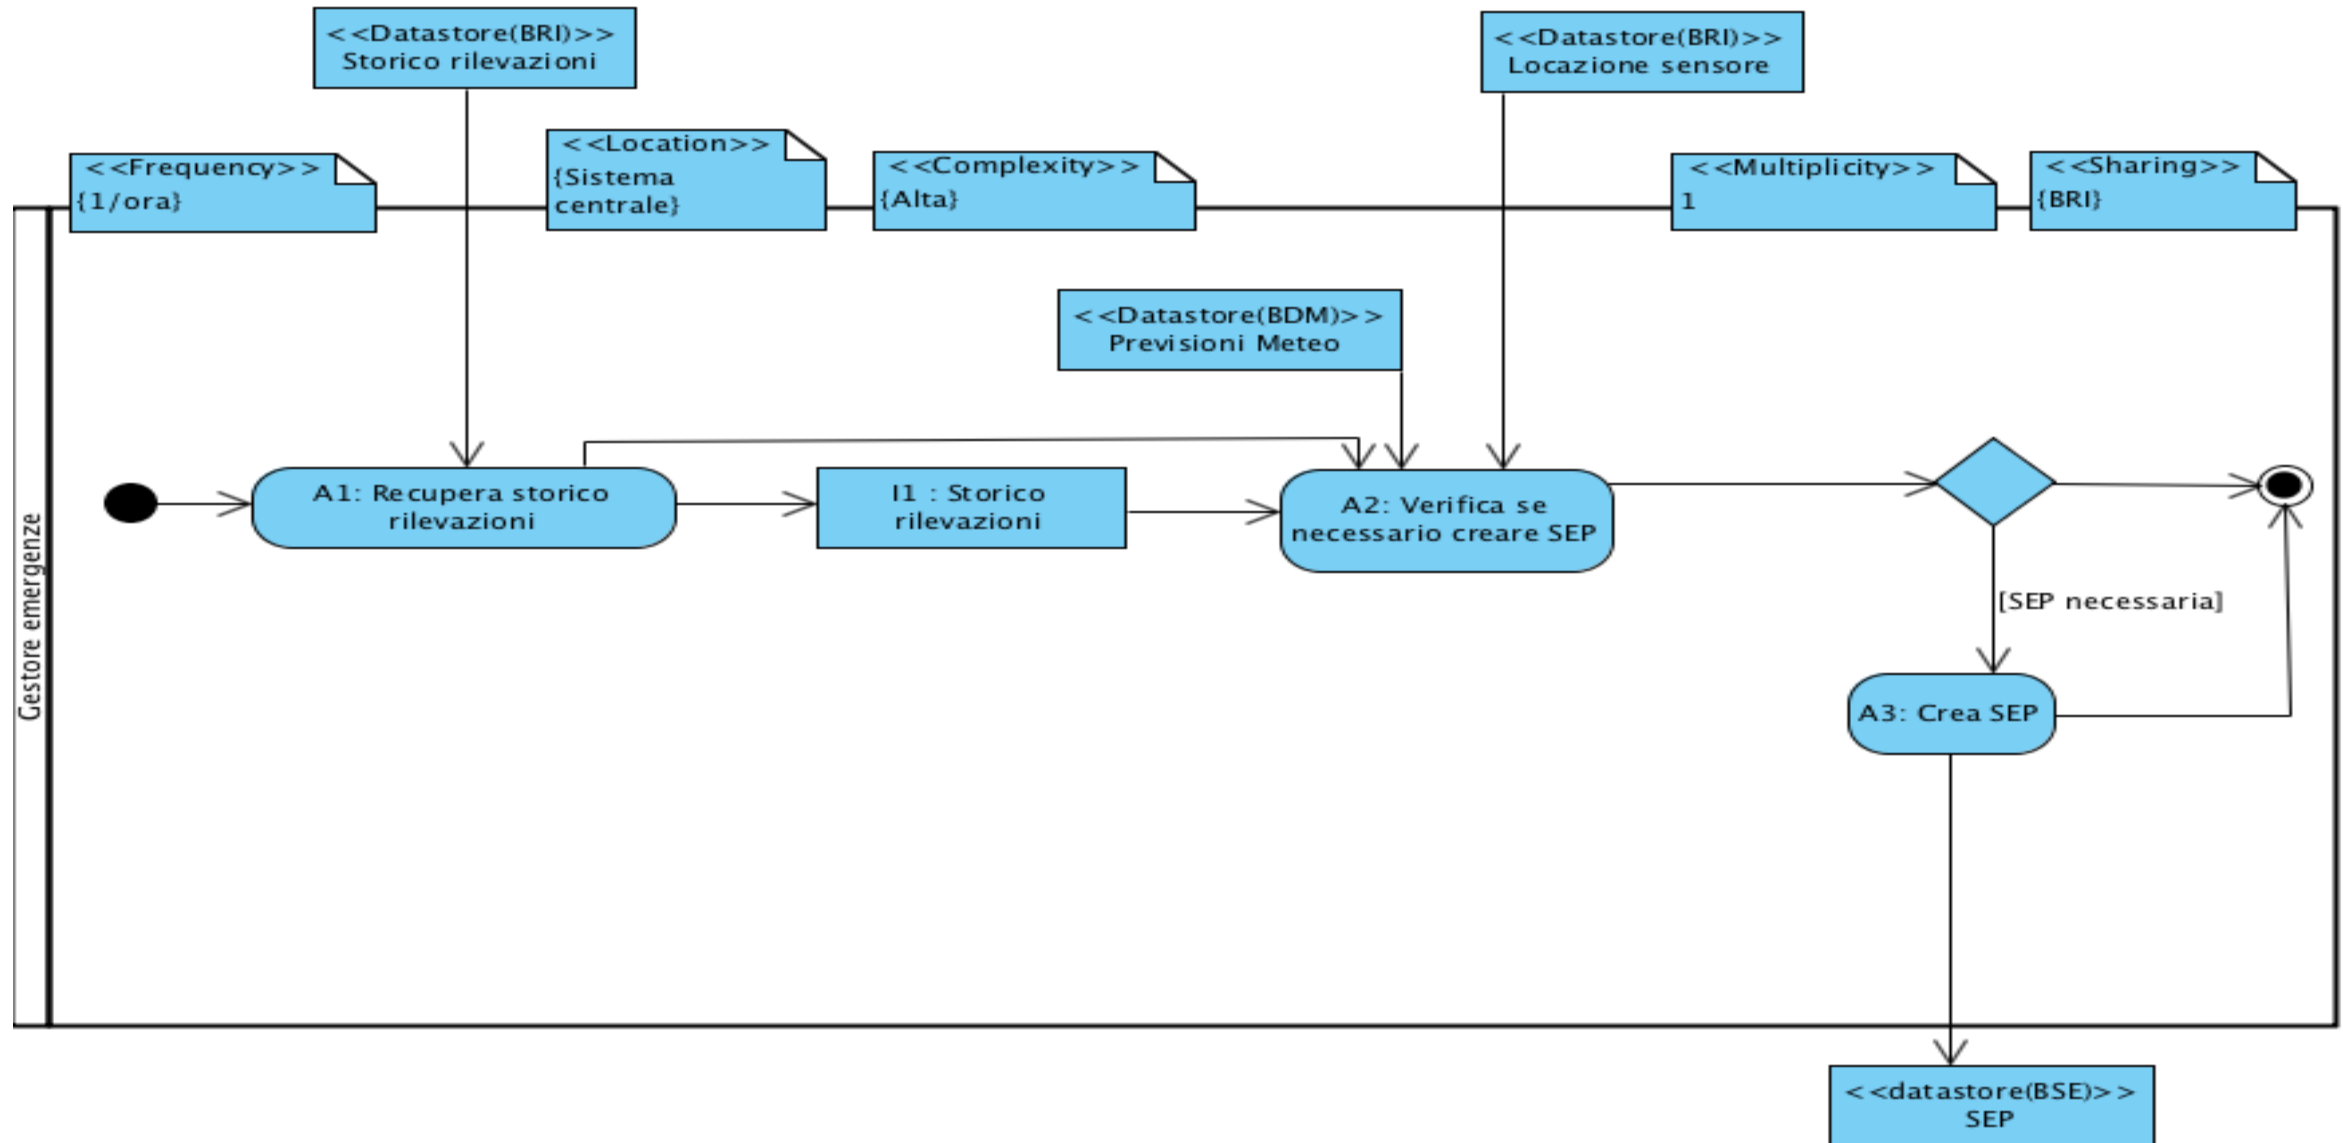 <<Datastore(BRI)>>
Storico rilevazioni
<<Datastore(BRI)>>
Locazione sensore
<<Frequency>>
{1/ora}
<<Location>>
{Sistema
centrale}
<<Complexity>>
{Alta}
<<Multiplicity>>
1
<<Sharing>>
{BRI}
<<Datastore(BDM)>>
Previsioni Meteo
Gestore emergenze
A1: Recupera storico
rilevazioni
I1 : Storico
rilevazioni
A2: Verifica se
necessario creare SEP
[SEP necessaria]
A3: Crea SEP
<<datastore(BSE)>>
SEP